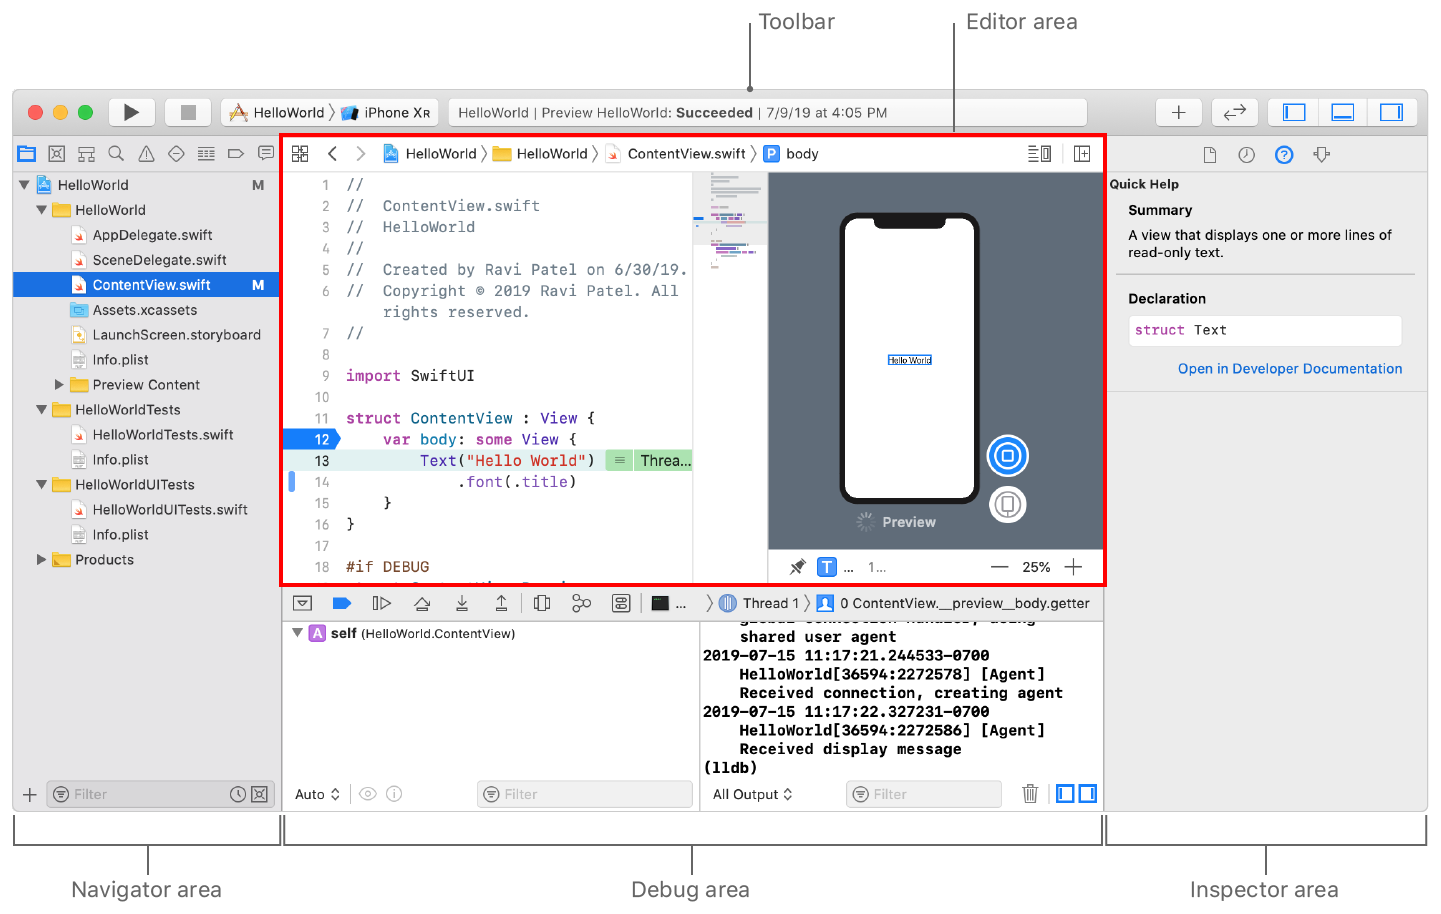 Toolbar
Editor area
HelloWorld
iPhone XR
HelloWorld | Preview HelloWorld: Succeeded | 7/9/19 at 4:05 PM
HelloWorld
HelloWorld
ContentView.swift
P
body
HelloWorld
M
HelloWorld
AppDelegate.swift
SceneDelegate.swift
ContentView.swift
M
Assets.xcassets
LaunchScreen.storyboard
Info.plist
Preview Content
HelloWorldTests
HelloWorldTests.swift
Info.plist
HelloWorldUITests
HelloWorldUITests.swift
Info.plist
Products
Filter
1 //
2 // ContentView.swift
3 // HelloWorld
4 //
5 // Created by Ravi Patel on 6/30/19.
6 // Copyright © 2019 Ravi Patel. All
rights reserved.
7 //
8
9 import SwiftUI
10
11 struct ContentView : View {
12 var body: some View {
13 Text("Hello World")
Threa...
14 .font(.title)
15 }
16 }
17
18 #if DEBUG
Hello World
Preview
T
...
1...
25%
Quick Help
Summary
A view that displays one or more lines of
read-only text.
Declaration
struct Text
Open in Developer Documentation
...
Thread 1
0 ContentView.__preview__body.getter
A
self (HelloWorld.ContentView)
Auto
Filter
shared user agent
2019-07-15 11:17:21.244533-0700
HelloWorld[36594:2272578] [Agent]
Received connection, creating agent
2019-07-15 11:17:22.327231-0700
HelloWorld[36594:2272586] [Agent]
Received display message
(lldb)
All Output
Filter
Navigator area
Debug area
Inspector area